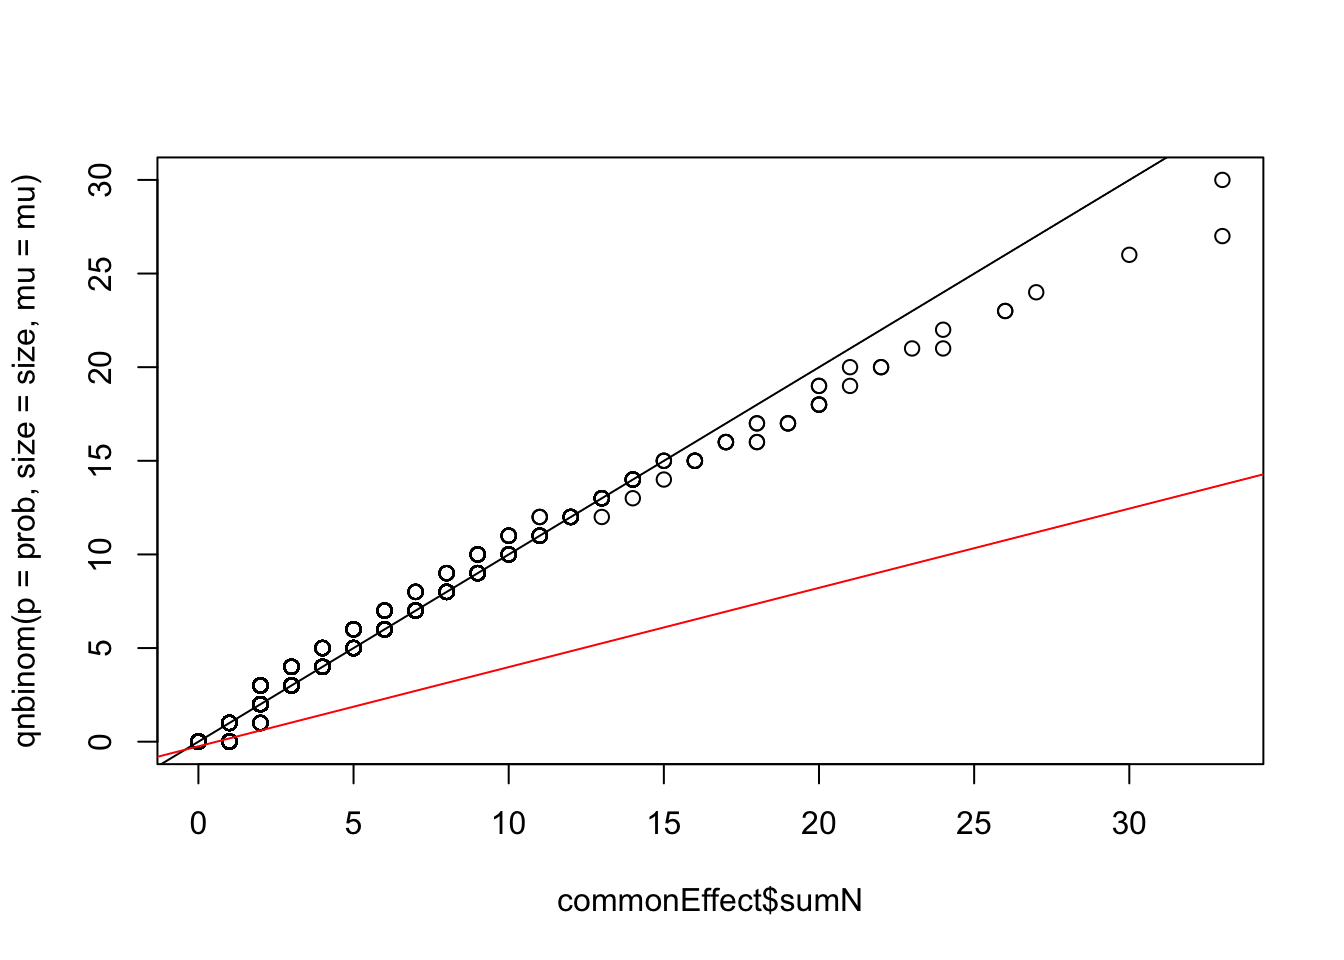 qnbinom(p = prob, size = size, mu = mu)
30
25
20
15
10
5
0
0 5 10 15 20 25 30
commonEffect$sumN